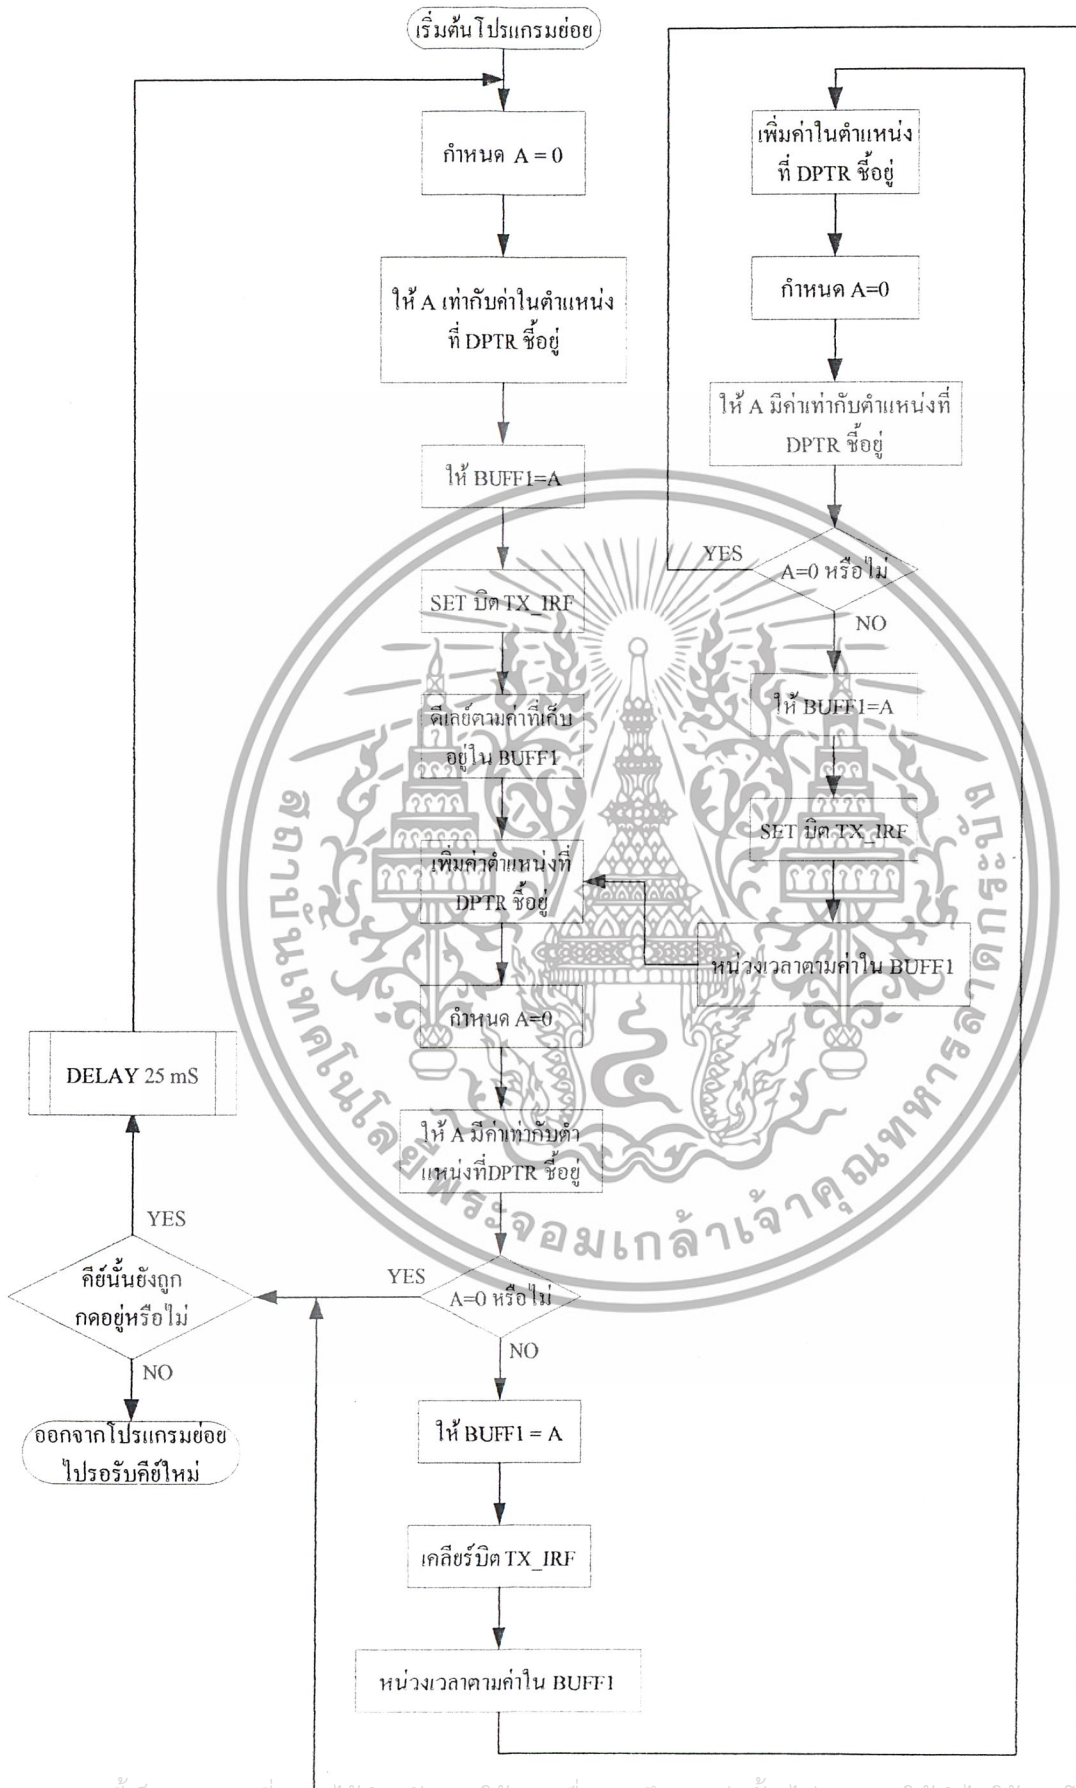 เริ่มต้นโปรแกรมย่อย
กำหนด A = 0
ให้ A เท่ากับค่าในตำแหน่ง
ที่ DPTR ชี้อยู่
ให้ BUFF1=A
SET บิต TX_IRF
ดีเลย์ตามค่าที่เก็บ
อยู่ใน BUFF1
เพิ่มค่าตำแหน่งที่
DPTR ชี้อยู่
กำหนด A=0
ให้ A มีค่าเท่ากับตำ
แหน่งที่DPTR ชี้อยู่
A=0 หรือไม่
YES
NO
ให้ BUFF1 = A
เคลียร์บิต TX_IRF
หน่วงเวลาตามค่าใน BUFF1
DELAY 25 mS
YES
คีย์นั้นยังถูก
กดอยู่หรือไม่
NO
ออกจากโปรแกรมย่อย
ไปรอรับคีย์ใหม่
เพิ่มค่าในตำแหน่ง
ที่ DPTR ชี้อยู่
กำหนด A=0
ให้ A มีค่าเท่ากับตำแหน่งที่
DPTR ชี้อยู่
YES
A=0 หรือไม่
NO
ให้ BUFF1=A
SET บิต TX_IRF
หน่วงเวลาตามค่าใน BUFF1
สถาบันเทคโนโลยีพระจอมเกล้าเจ้าคุณทหารลาดกระบัง